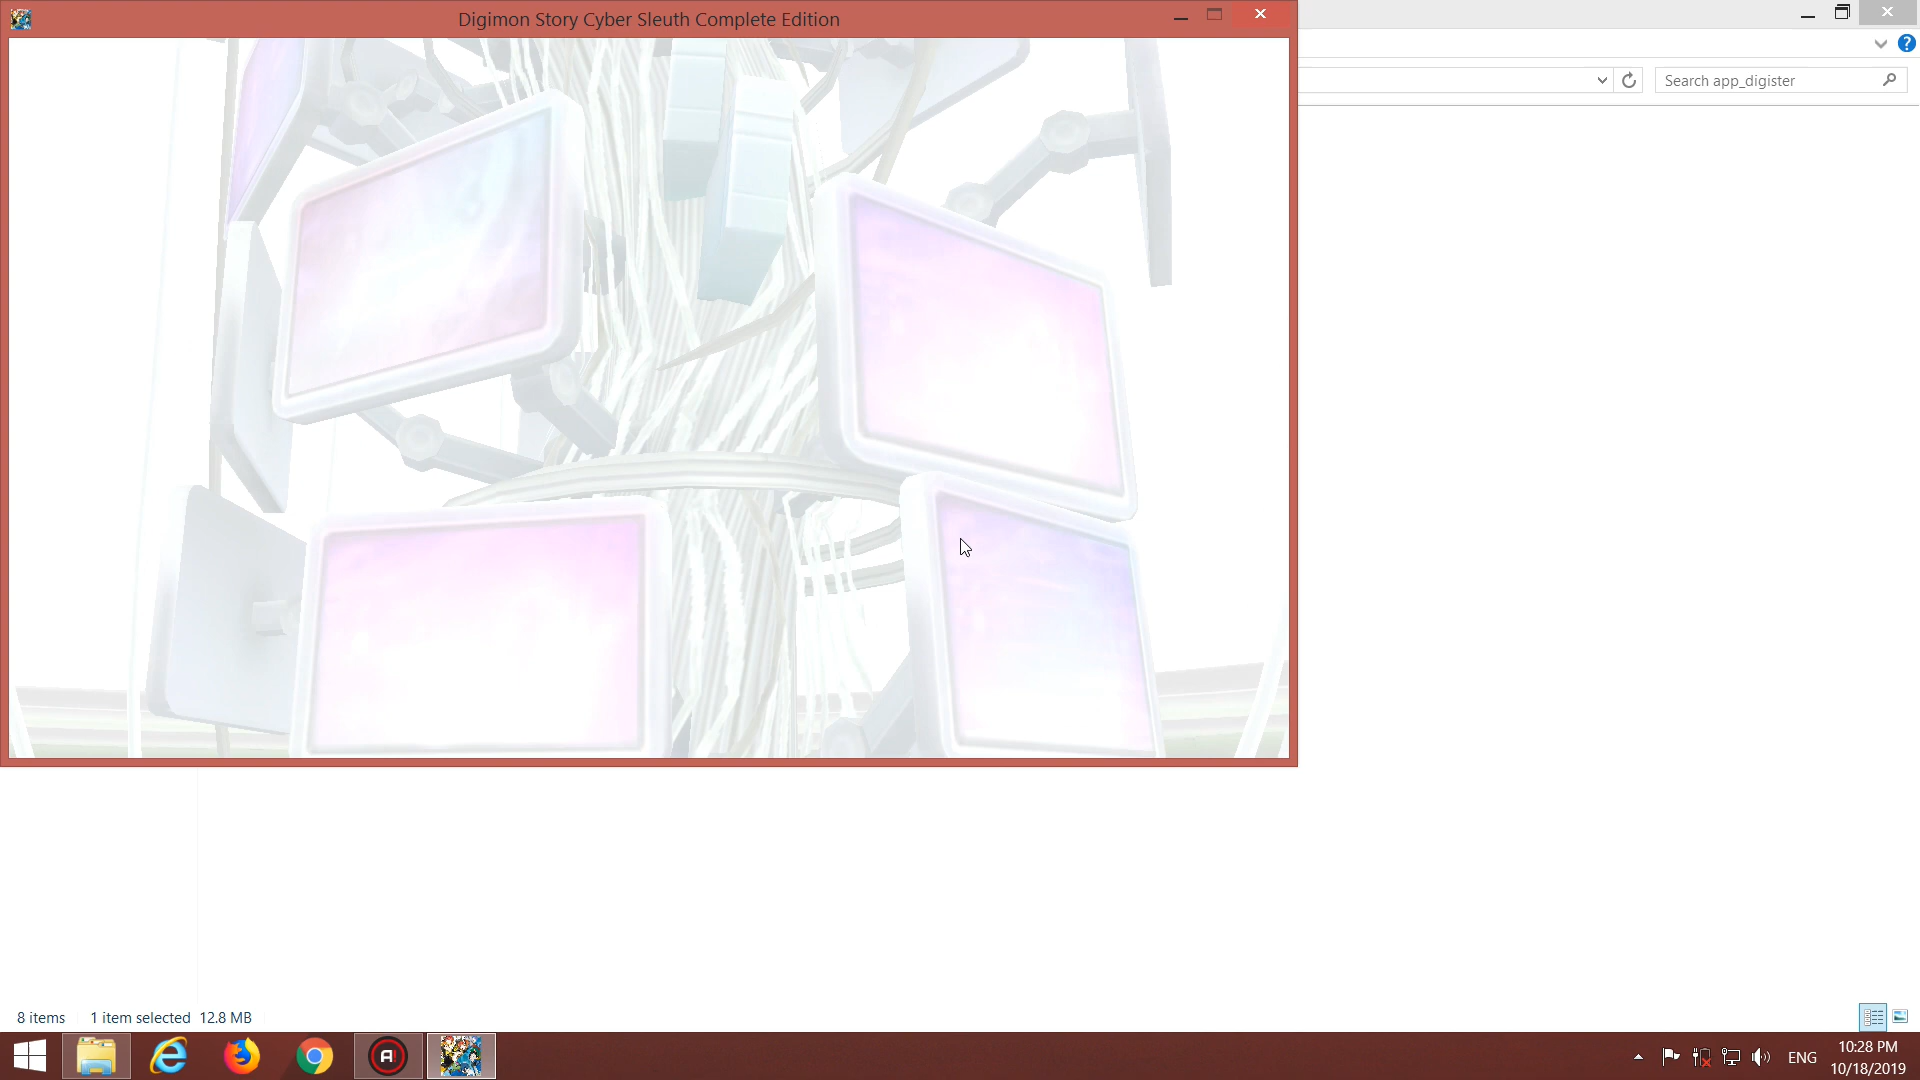 Digimon Story Cyber Sleuth Complete Edition
Search app_digister
8 items 1 item selected 12.8 MB
ENG
10:28 PM
10/18/2019